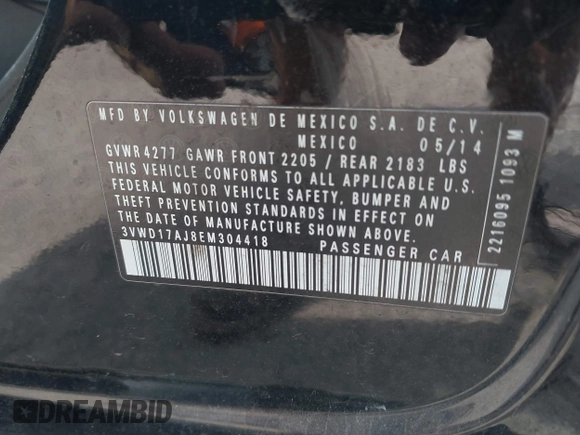 MFD BY VOLKSWAGEN DE MEXICO S.A. DE C.V.
MEXICO 05/14
GVWR 4277 GAWR FRONT 2205 / REAR 2183 LBS
THIS VEHICLE CONFORMS TO ALL APPLICABLE U.S.
FEDERAL MOTOR VEHICLE SAFETY, BUMPER AND
THEFT PREVENTION STANDARDS IN EFFECT ON
THE DATE OF MANUFACTURE SHOWN ABOVE.
3VWD17AJ8EM304418 PASSENGER CAR
2216095 1093 M
DREAMBID